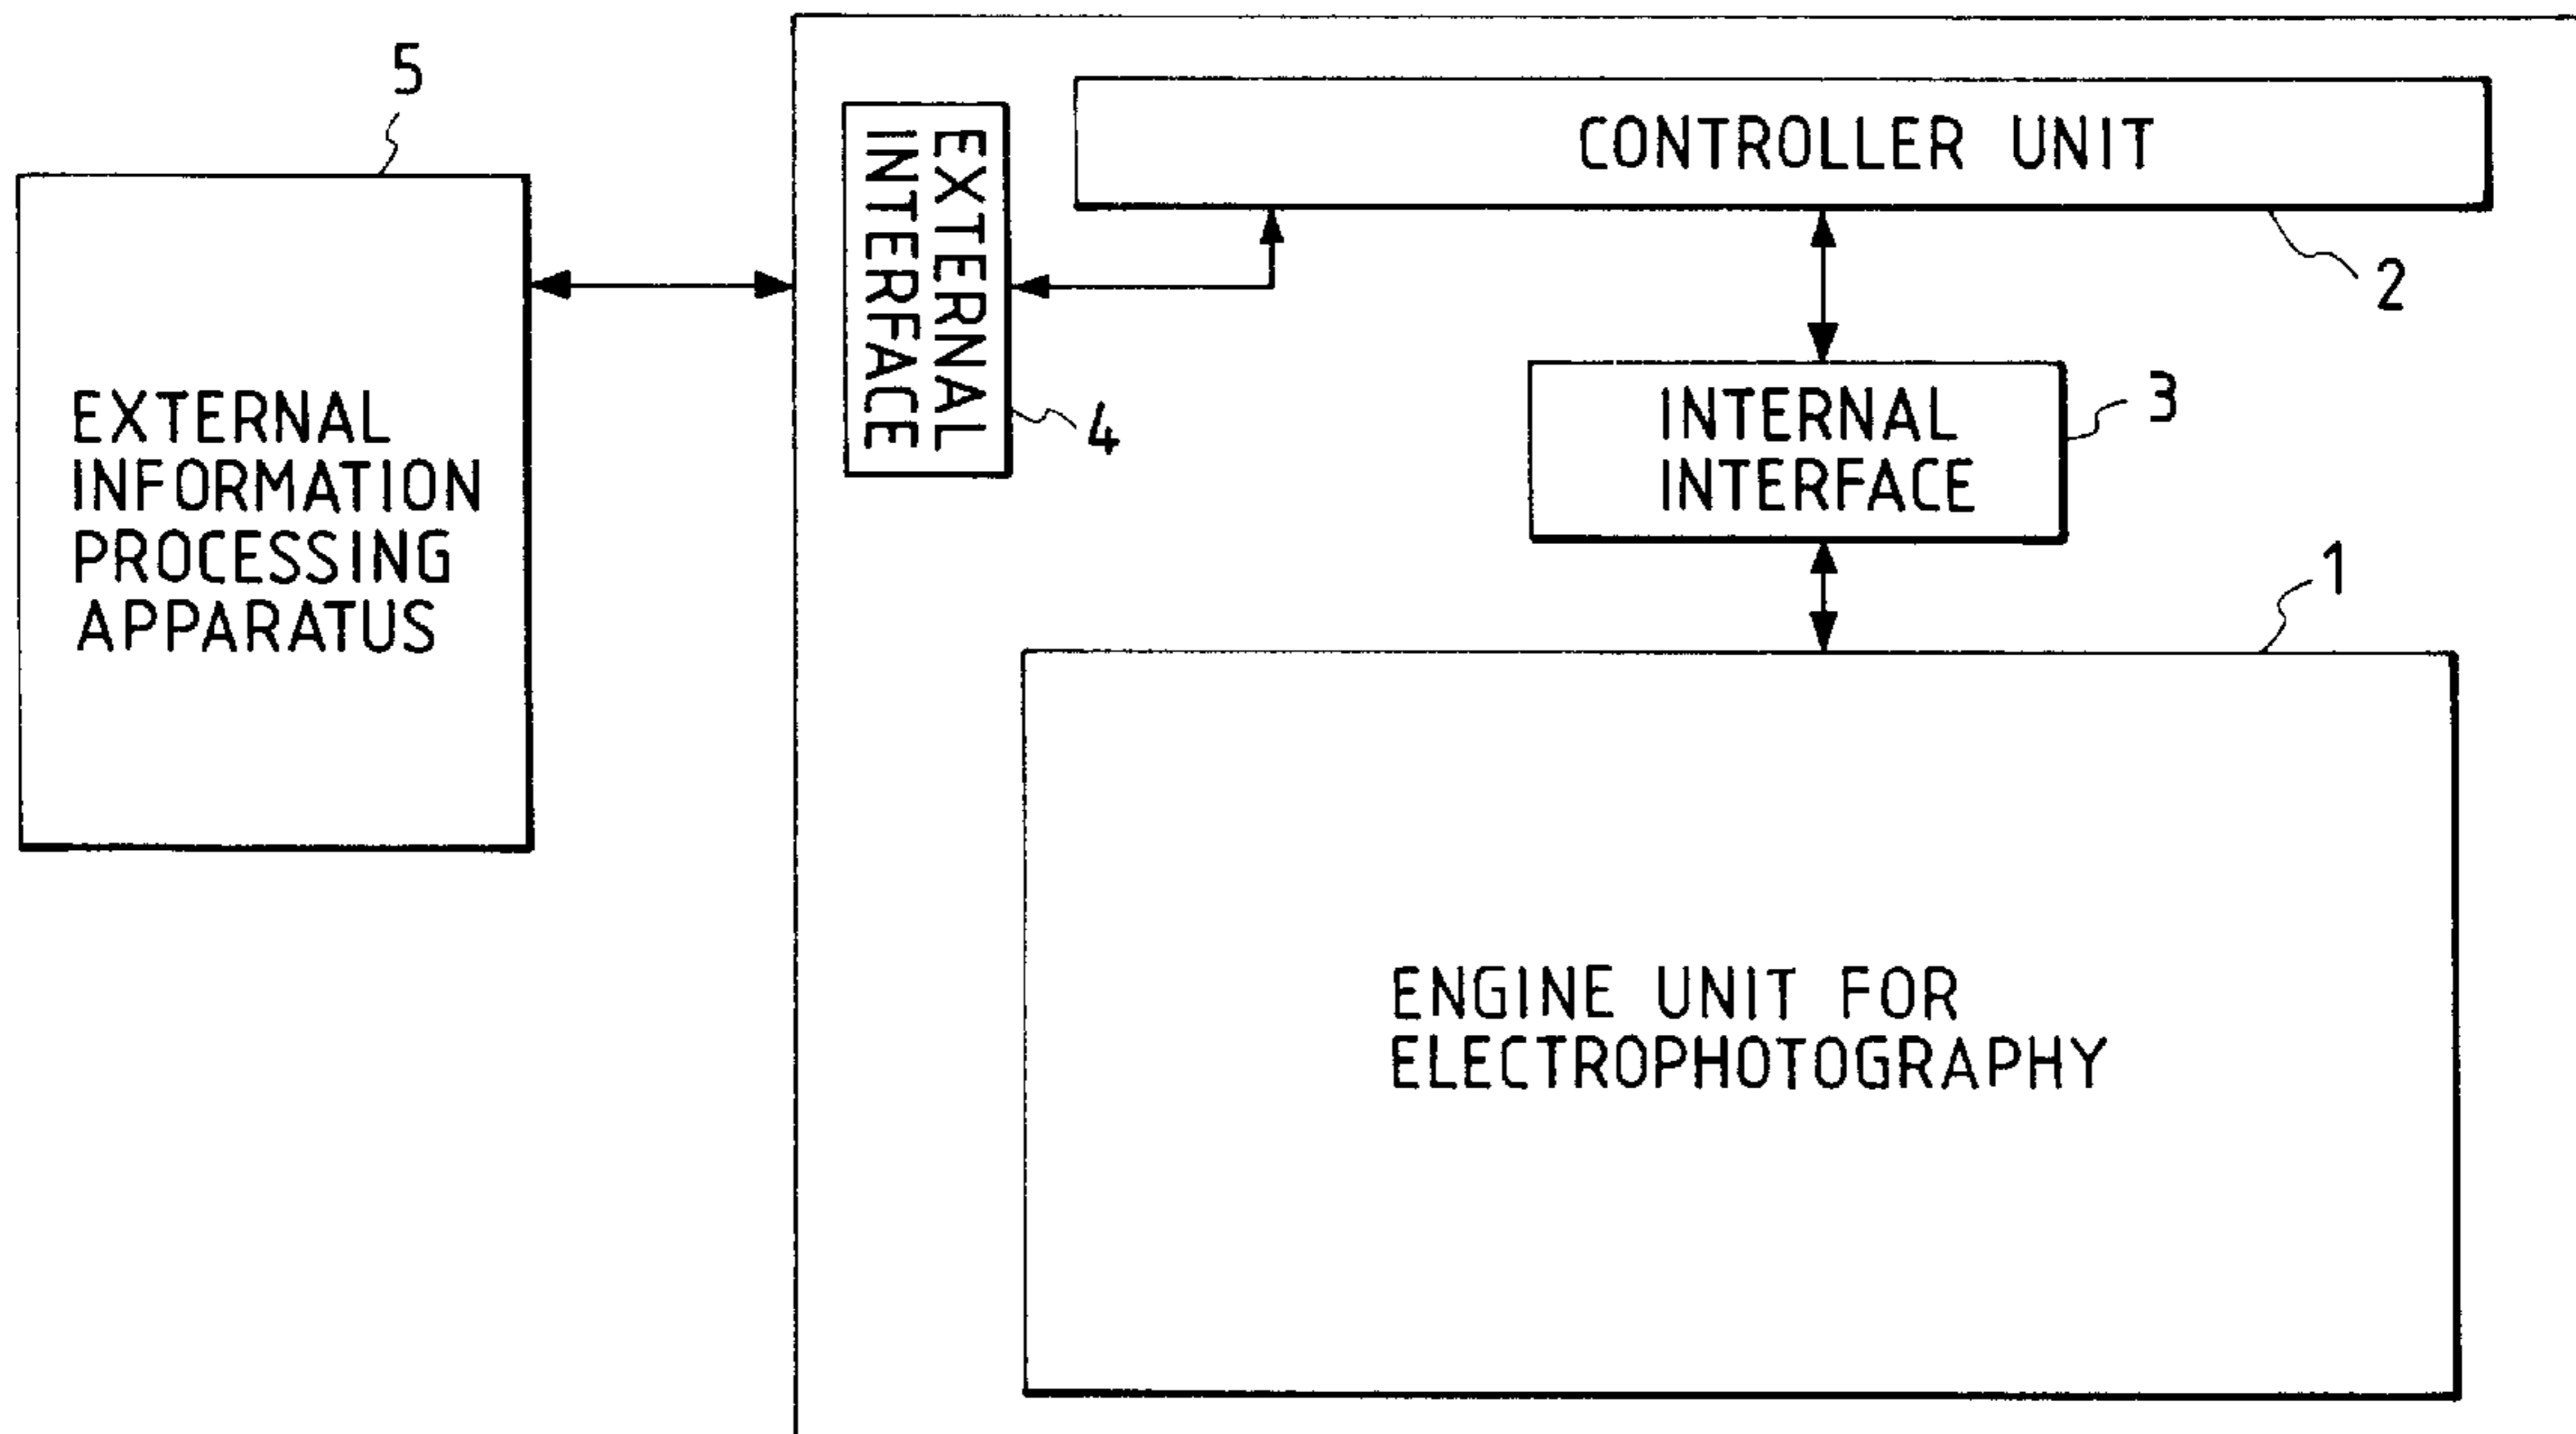 5
EXTERNAL
INFORMATION
PROCESSING
APPARATUS
EXTERNAL
INTERFACE
4
CONTROLLER UNIT
2
INTERNAL
INTERFACE
3
1
ENGINE UNIT FOR
ELECTROPHOTOGRAPHY